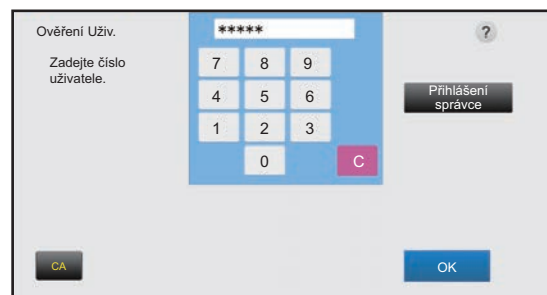 Ověření Uživ.
*****
?
Zadejte číslo
uživatele.
7 8 9
4 5 6
1 2 3
0 C
Přihlášení
správce
CA
OK